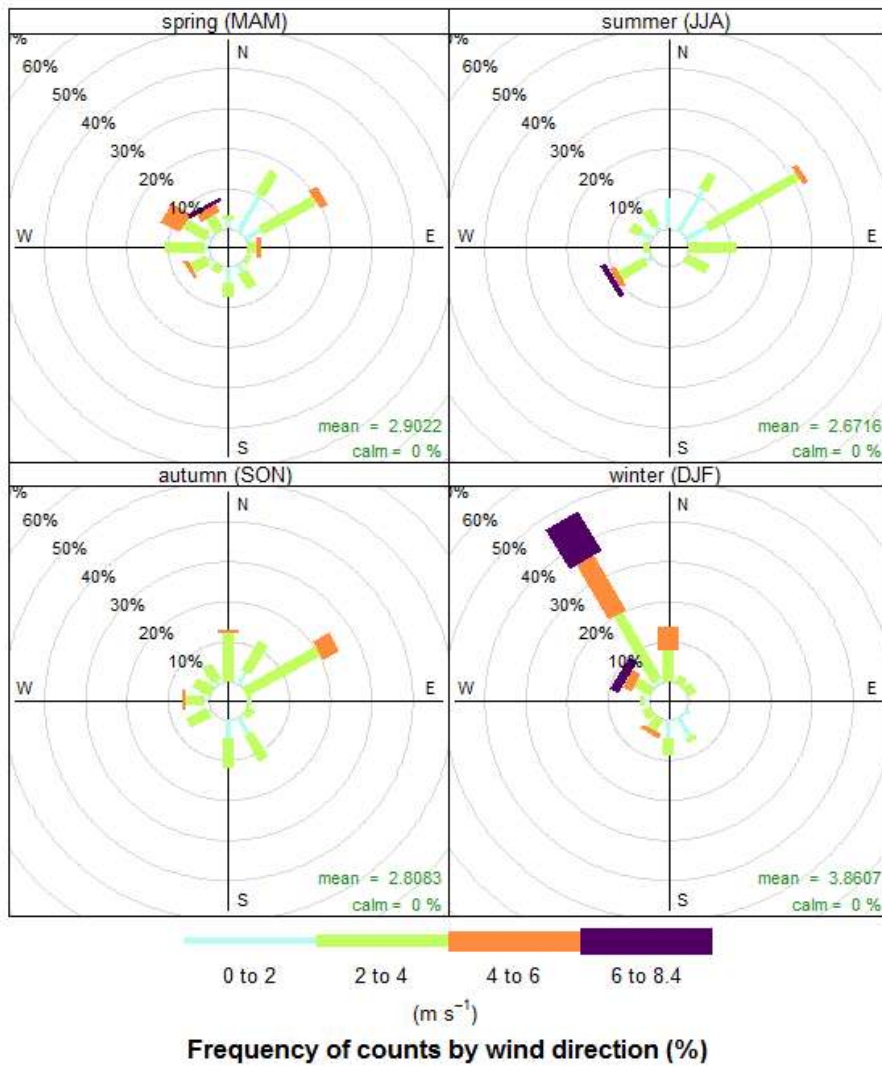 spring (MAM)
%
60%
50%
40%
30%
20%
10%
N
W
E
S
mean = 2.9022
calm = 0 %
summer (JJA)
0%
60%
50%
40%
30%
20%
10%
N
W
E
S
mean = 2.6716
calm = 0 %
autumn (SON)
%
60%
50%
40%
30%
20%
10%
N
W
E
S
mean = 2.8083
calm = 0 %
winter (DJF)
0%
60%
50%
40%
30%
20%
10%
N
W
E
S
mean = 3.8607
calm = 0 %
0 to 2 2 to 4 4 to 6 6 to 8.4
(m s⁻¹)
Frequency of counts by wind direction (%)